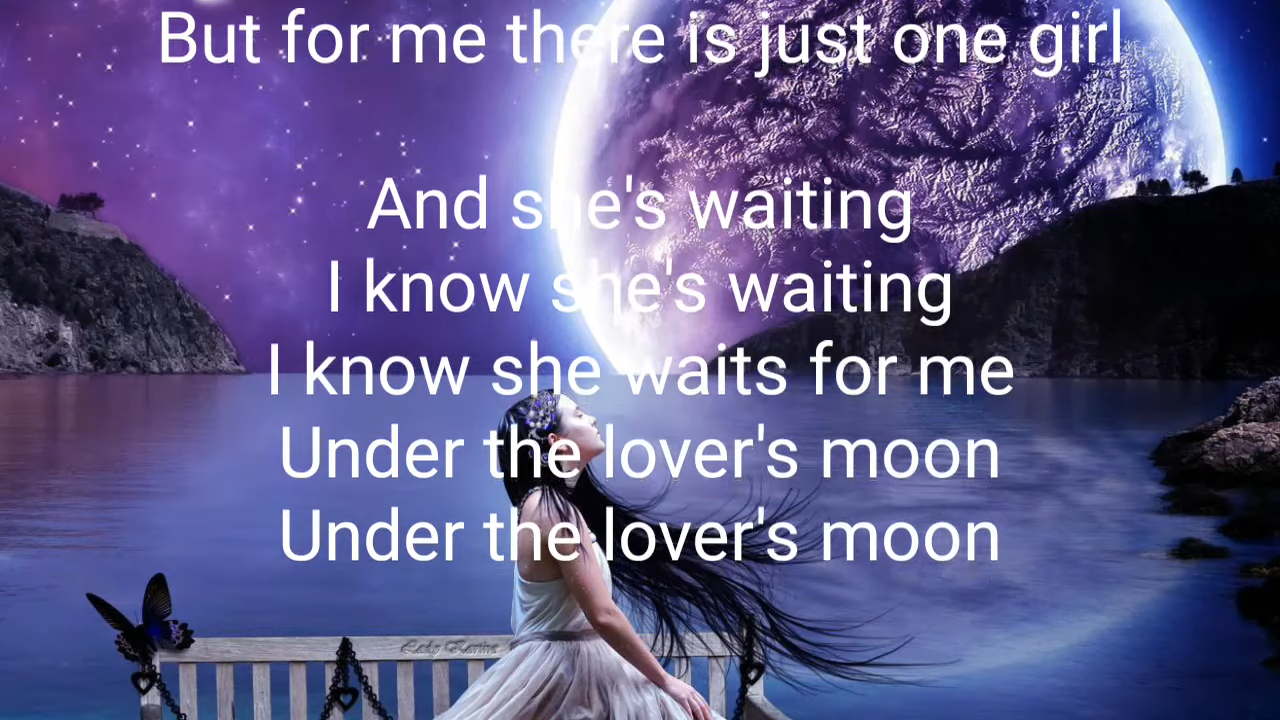 But for me there is just one girl
And she's waiting
I know she's waiting
I know she waits for me
Under the lover's moon
Under the lover's moon